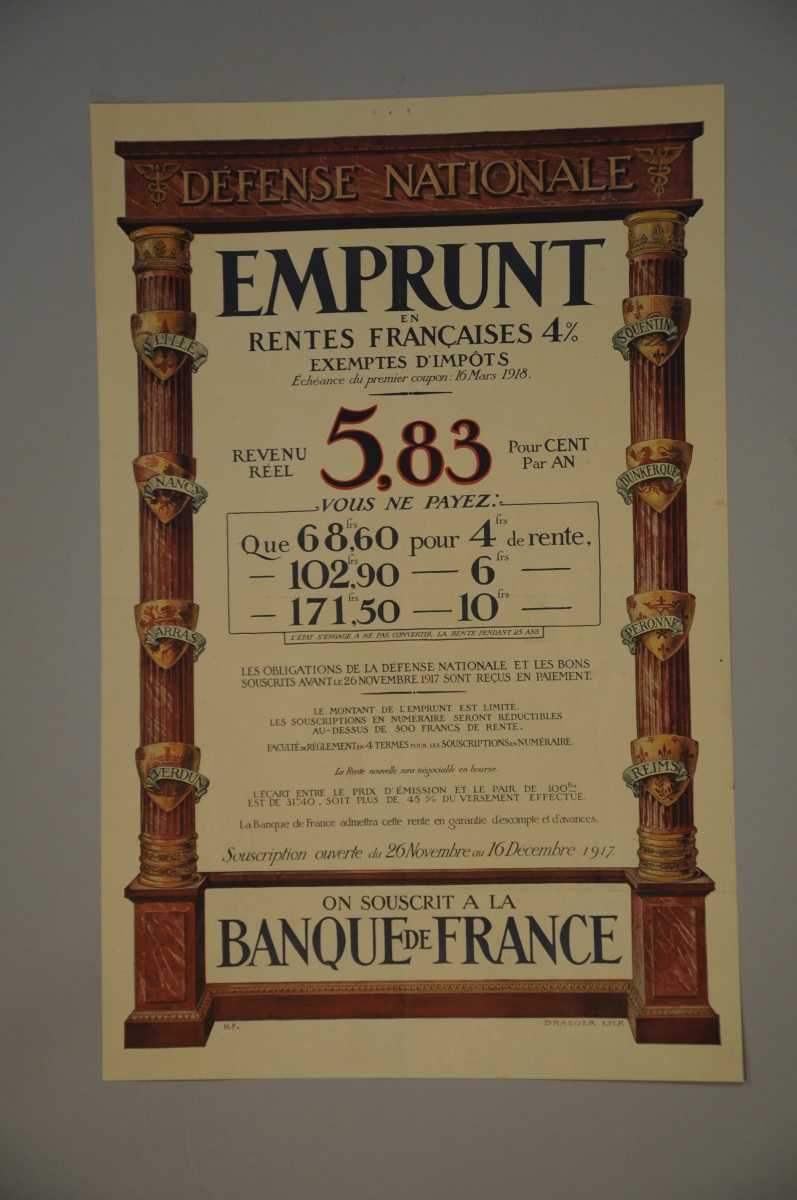 DÉFENSE NATIONALE
EMPRUNT
EN
RENTES FRANÇAISES 4%
EXEMPTES D'IMPÔTS
Échéance du premier coupon : 16 Mars 1918.
REVENU RÉEL 5,83 Pour CENT Par AN
VOUS NE PAYEZ :
Que 68,60 frs pour 4 frs de rente,
— 102,90 frs — 6 frs —
— 171,50 frs — 10 frs —
L'ÉTAT S'ENGAGE A NE PAS CONVERTIR LA RENTE PENDANT 25 ANS
LES OBLIGATIONS DE LA DÉFENSE NATIONALE ET LES BONS
SOUSCRITS AVANT LE 26 NOVEMBRE 1917 SONT REÇUS EN PAIEMENT.
LE MONTANT DE L'EMPRUNT EST LIMITÉ.
LES SOUSCRIPTIONS EN NUMÉRAIRE SERONT RÉDUCTIBLES
AU-DESSUS DE 300 FRANCS DE RENTE.
FACULTÉ DE RÉGLEMENT EN 4 TERMES POUR LES SOUSCRIPTIONS EN NUMÉRAIRE.
La Rente nouvelle sera négociable en bourse.
L'ÉCART ENTRE LE PRIX D'ÉMISSION ET LE PAIR DE 100 frs
EST DE 31 frs 40, SOIT PLUS DE 45 % DU VERSEMENT EFFECTUÉ.
La Banque de France admettra cette rente en garantie d'escompte et d'avances.
Souscription ouverte du 26 Novembre au 16 Décembre 1917.
ON SOUSCRIT A LA
BANQUE DE FRANCE
LILLE
NANCY
ARRAS
VERDUN
St QUENTIN
DUNKERQUE
PERONNE
REIMS
H.F.
DRAEGER IMP.